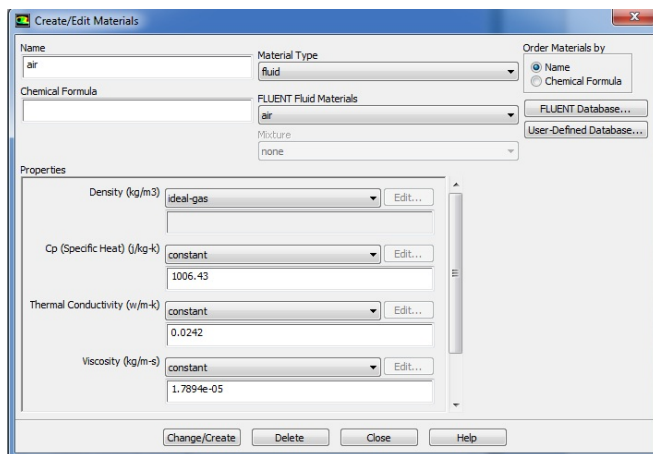 Create/Edit Materials
x
Name
air
Material Type
fluid
Order Materials by
Name
Chemical Formula
Chemical Formula
FLUENT Fluid Materials
air
FLUENT Database...
User-Defined Database...
Mixture
none
Properties
Density (kg/m3)
ideal-gas
Edit...
Cp (Specific Heat) (j/kg-k)
constant
Edit...
1006.43
Thermal Conductivity (w/m-k)
constant
Edit...
0.0242
Viscosity (kg/m-s)
constant
Edit...
1.7894e-05
Change/Create
Delete
Close
Help